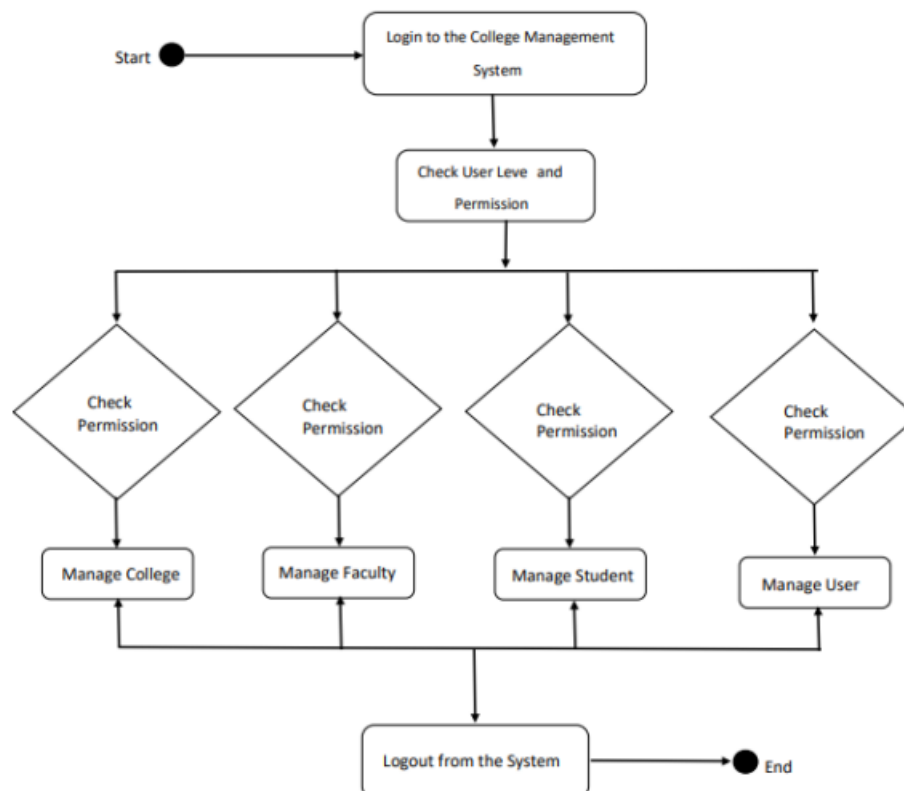 Login to the College Management
System
Start
Check User Leve and
Permission
Check
Permission
Check
Permission
Check
Permission
Check
Permission
Manage College
Manage Faculty
Manage Student
Manage User
Logout from the System
End